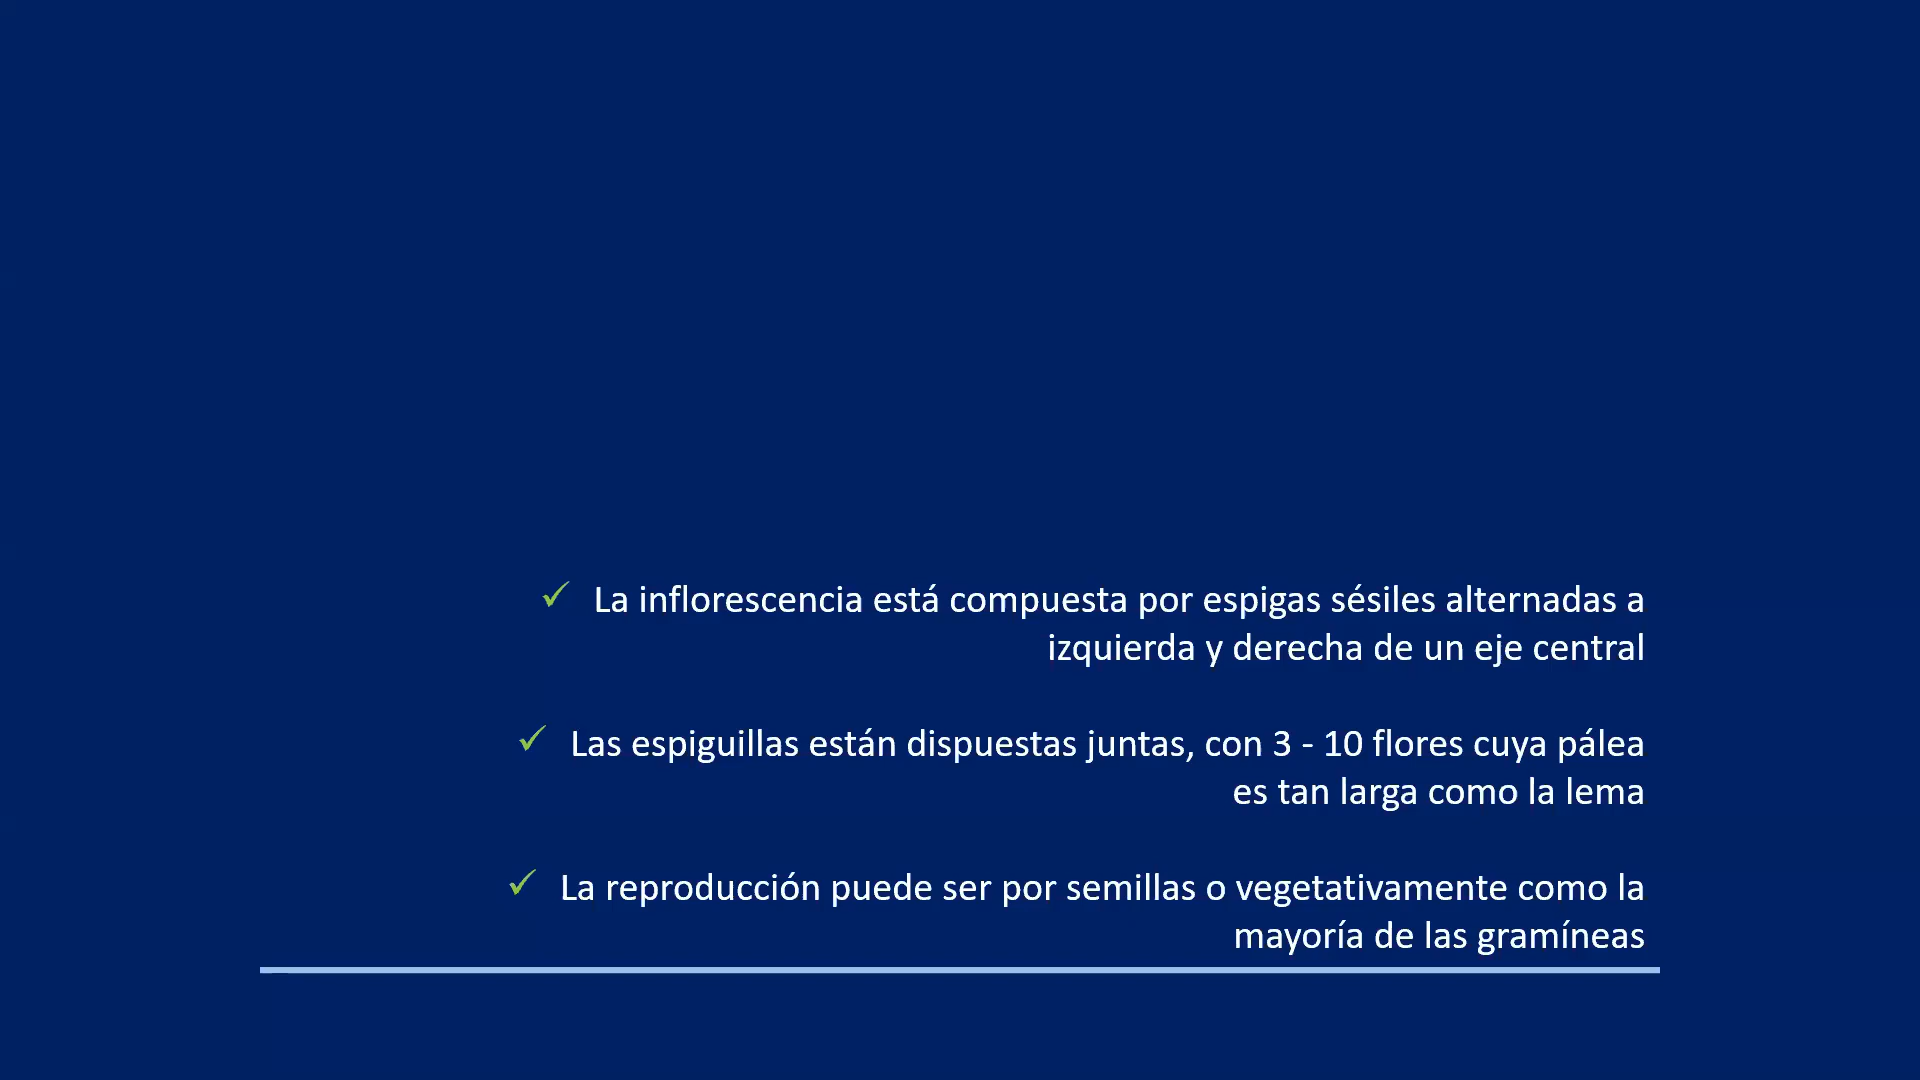 ✓ La inflorescencia está compuesta por espigas sésiles alternadas a
izquierda y derecha de un eje central
✓ Las espiguillas están dispuestas juntas, con 3 - 10 flores cuya pálea
es tan larga como la lema
✓ La reproducción puede ser por semillas o vegetativamente como la
mayoría de las gramíneas